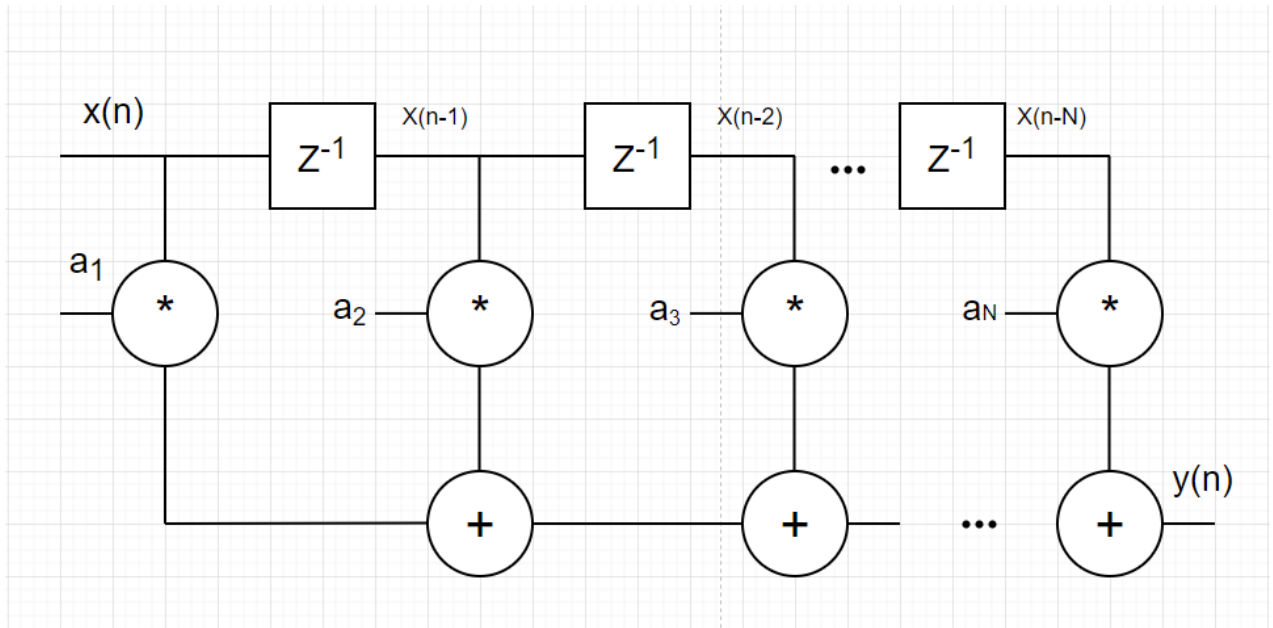 x(n)
X(n-1)
X(n-2)
X(n-N)
Z⁻¹
Z⁻¹
...
Z⁻¹
a₁
*
a₂
*
a₃
*
aN
*
+
+
...
+
y(n)